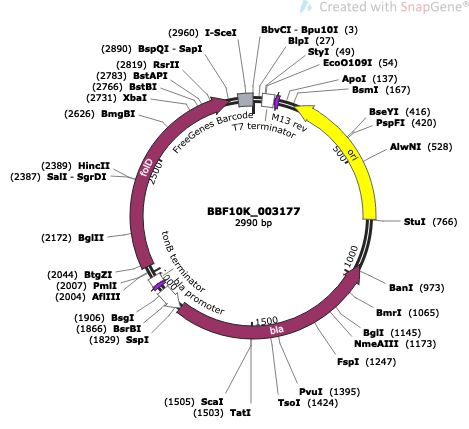 Created with SnapGene®
(2960) I-SceI
BbvCI - Bpu10I (3)
BlpI (27)
StyI (49)
EcoO109I (54)
ApoI (137)
BsmI (167)
BseYI (416)
PspFI (420)
AlwNI (528)
StuI (766)
BanI (973)
BmrI (1065)
BglI (1145)
NmeAIII (1173)
FspI (1247)
PvuI (1395)
TsoI (1424)
(1505) ScaI
(1503) TatI
(1829) SspI
(1866) BsrBI
(1906) BsgI
(2004) AflIII
(2007) PmlI
(2044) BtgZI
(2172) BglII
(2387) SalI - SgrDI
(2389) HincII
(2626) BmgBI
(2731) XbaI
(2766) BstBI
(2783) BstAPI
(2819) RsrII
(2890) BspQI - SapI
FreeGenes Barcode
T7 terminator
M13 rev
ori
bla
bla promoter
tonB terminator
folD
500
1000
1500
2500
BBF10K_003177
2990 bp